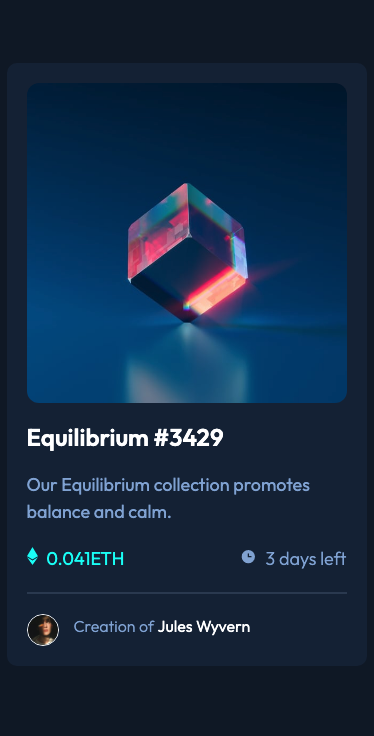 Equilibrium #3429
Our Equilibrium collection promotes
balance and calm.
0.041ETH
3 days left
Creation of Jules Wyvern